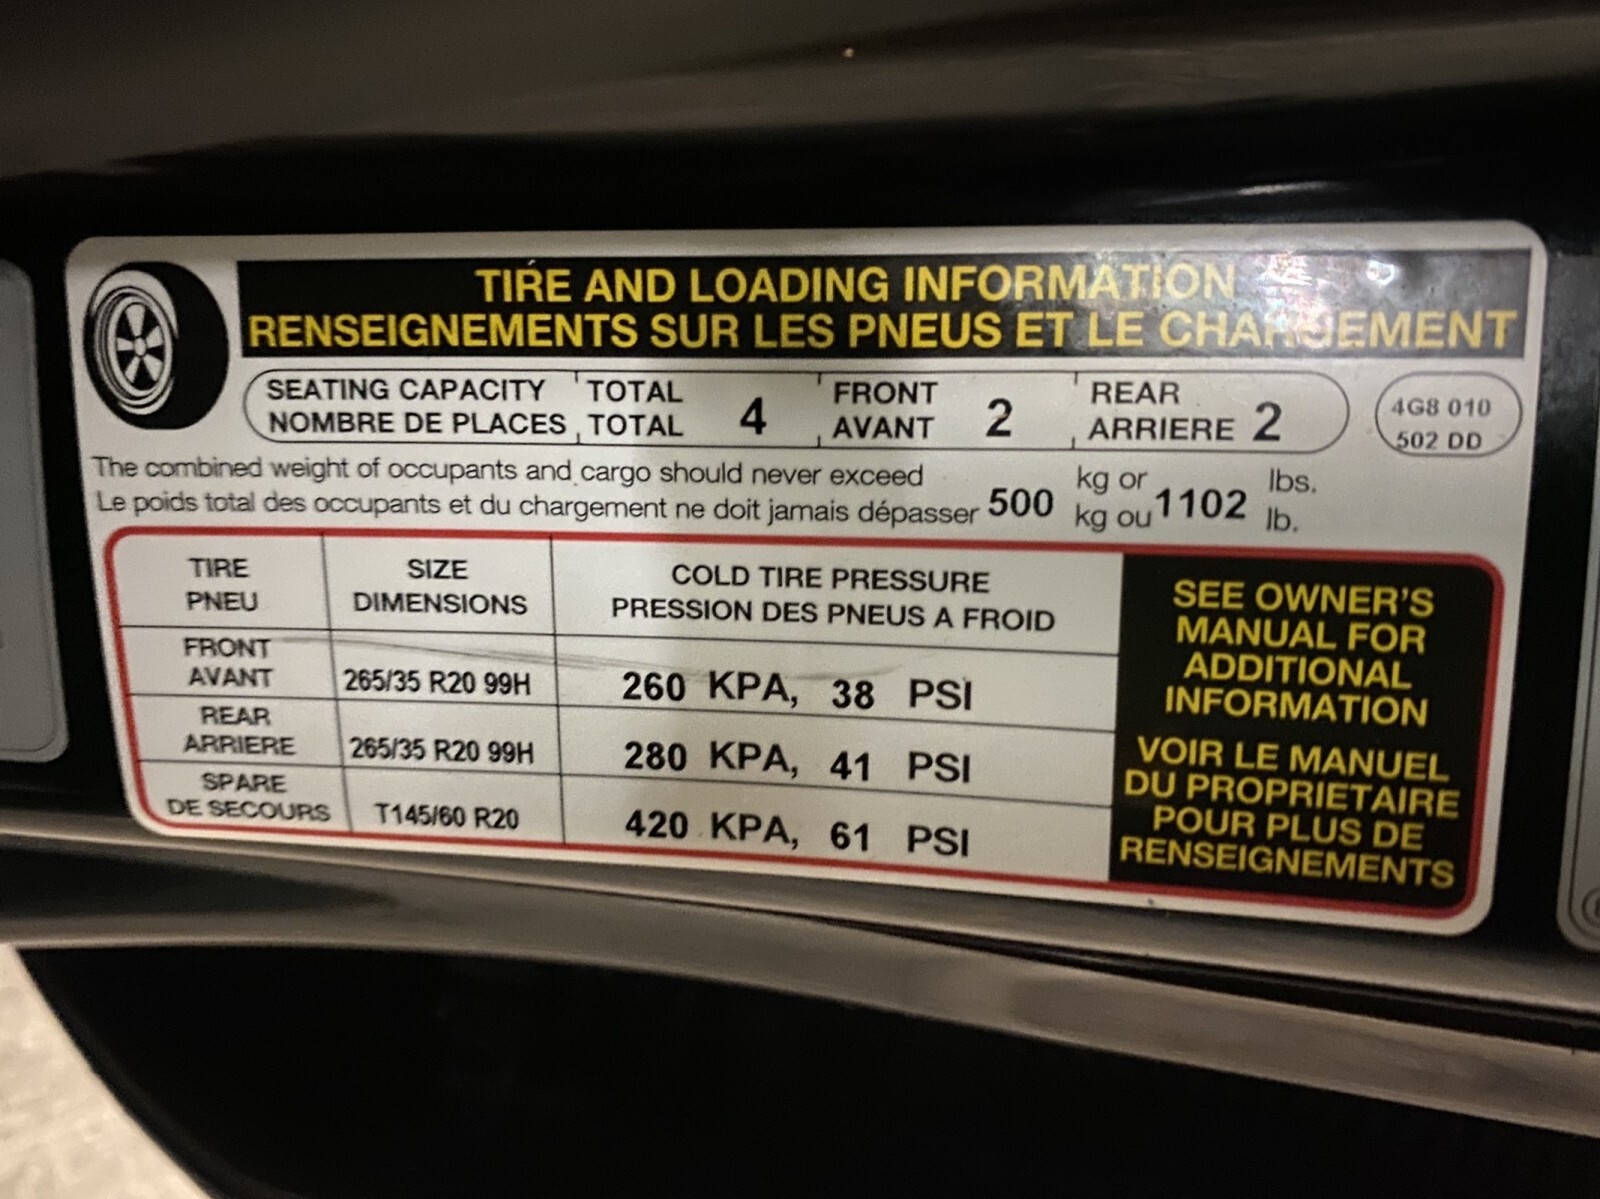 TIRE AND LOADING INFORMATION
RENSEIGNEMENTS SUR LES PNEUS ET LE CHARGEMENT
SEATING CAPACITY TOTAL 4 FRONT 2 REAR 2
NOMBRE DE PLACES TOTAL AVANT ARRIERE
4G8 010
502 DD
The combined weight of occupants and cargo should never exceed 500 kg or 1102 lbs.
Le poids total des occupants et du chargement ne doit jamais dépasser kg ou lb.
TIRE SIZE COLD TIRE PRESSURE
PNEU DIMENSIONS PRESSION DES PNEUS A FROID
FRONT
AVANT 265/35 R20 99H 260 KPA, 38 PSI
REAR
ARRIERE 265/35 R20 99H 280 KPA, 41 PSI
SPARE
DE SECOURS T145/60 R20 420 KPA, 61 PSI
SEE OWNER'S
MANUAL FOR
ADDITIONAL
INFORMATION
VOIR LE MANUEL
DU PROPRIETAIRE
POUR PLUS DE
RENSEIGNEMENTS